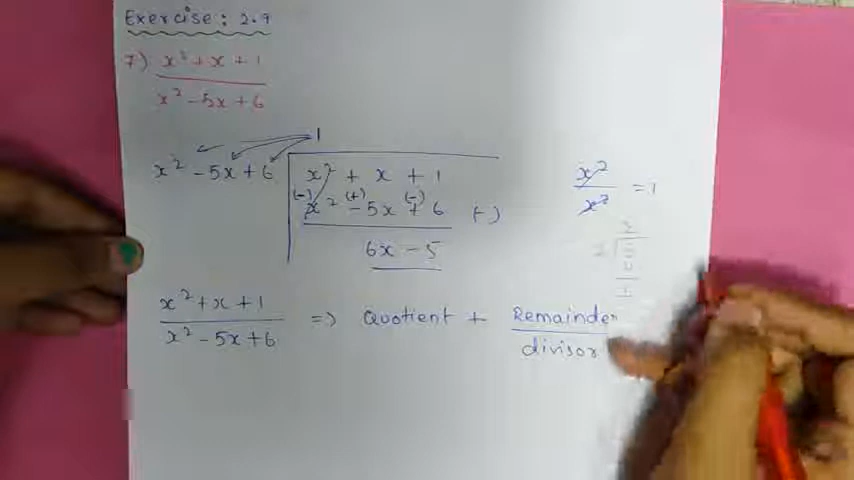 Exercise: 2.9
7) x² + x + 1
x² - 5x + 6
1
x² - 5x + 6 x² + x + 1
(-) (+) (-)
x² - 5x + 6 (-)
6x - 5
x²
x² = 1
x² + x + 1
x² - 5x + 6 => Quotient + Remainder
divisor